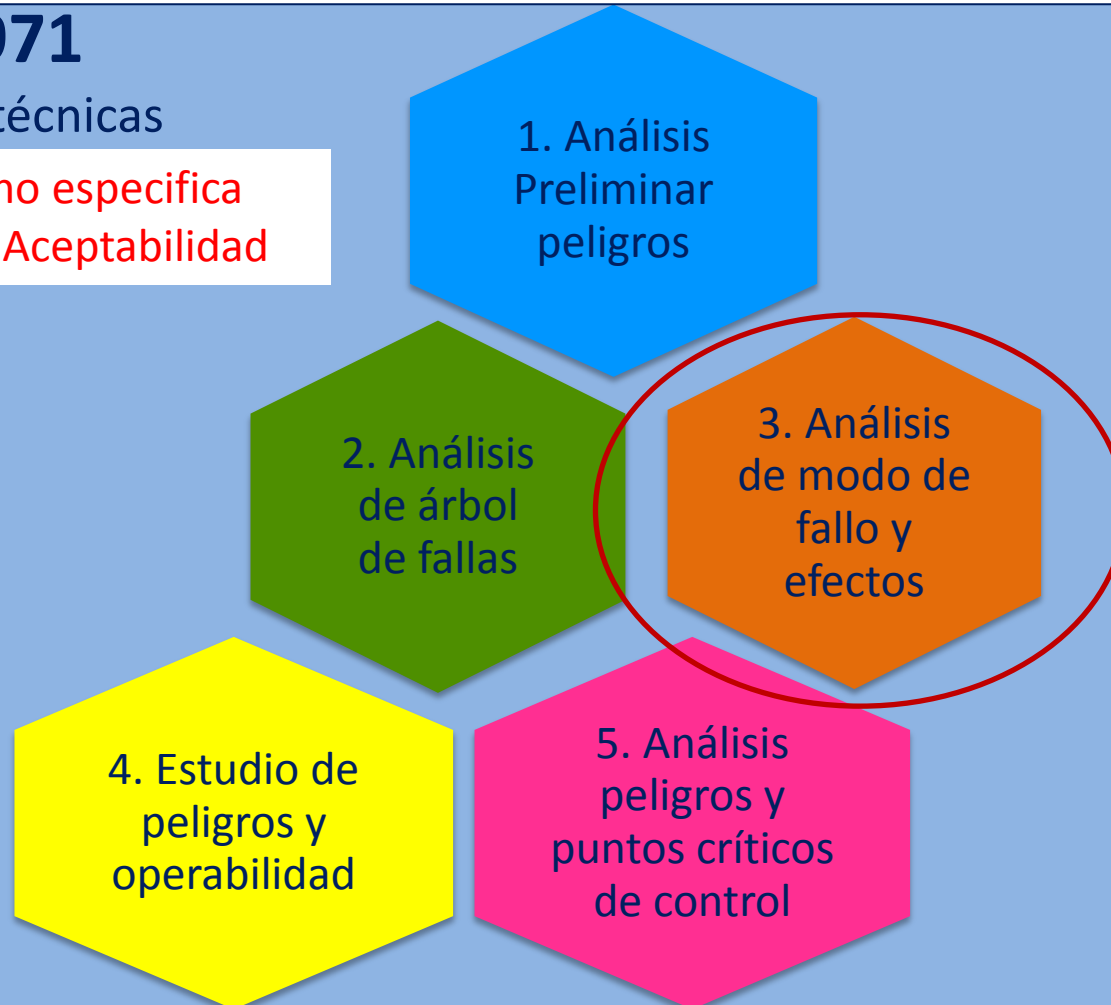 071
técnicas
no especifica
Aceptabilidad
1. Análisis
Preliminar
peligros
2. Análisis
de árbol
de fallas
3. Análisis
de modo de
fallo y
efectos
4. Estudio de
peligros y
operabilidad
5. Análisis
peligros y
puntos críticos
de control